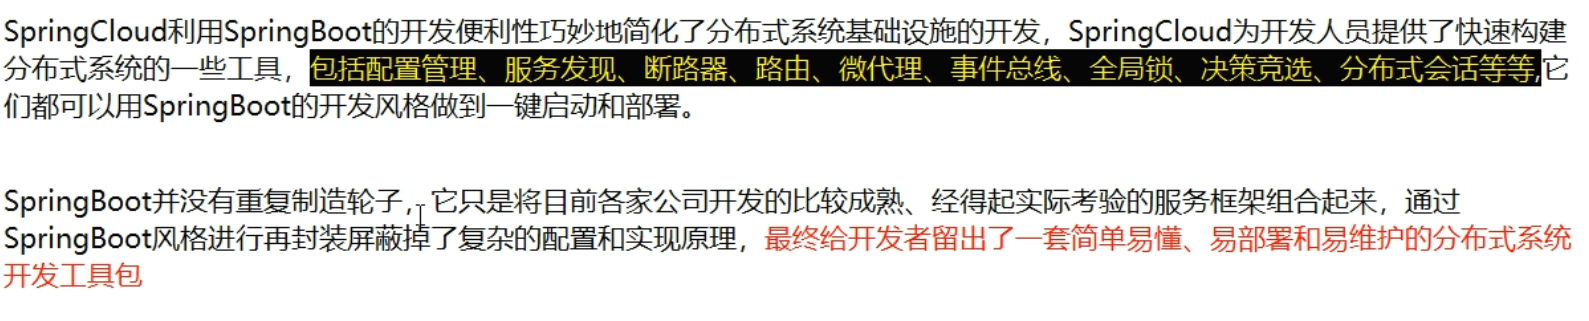 SpringCloud利用SpringBoot的开发便利性巧妙地简化了分布式系统基础设施的开发，SpringCloud为开发人员提供了快速构建
分布式系统的一些工具，包括配置管理、服务发现、断路器、路由、微代理、事件总线、全局锁、决策竞选、分布式会话等等,它
们都可以用SpringBoot的开发风格做到一键启动和部署。
SpringBoot并没有重复制造轮子，它只是将目前各家公司开发的比较成熟、经得起实际考验的服务框架组合起来，通过
SpringBoot风格进行再封装屏蔽掉了复杂的配置和实现原理，最终给开发者留出了一套简单易懂、易部署和易维护的分布式系统
开发工具包